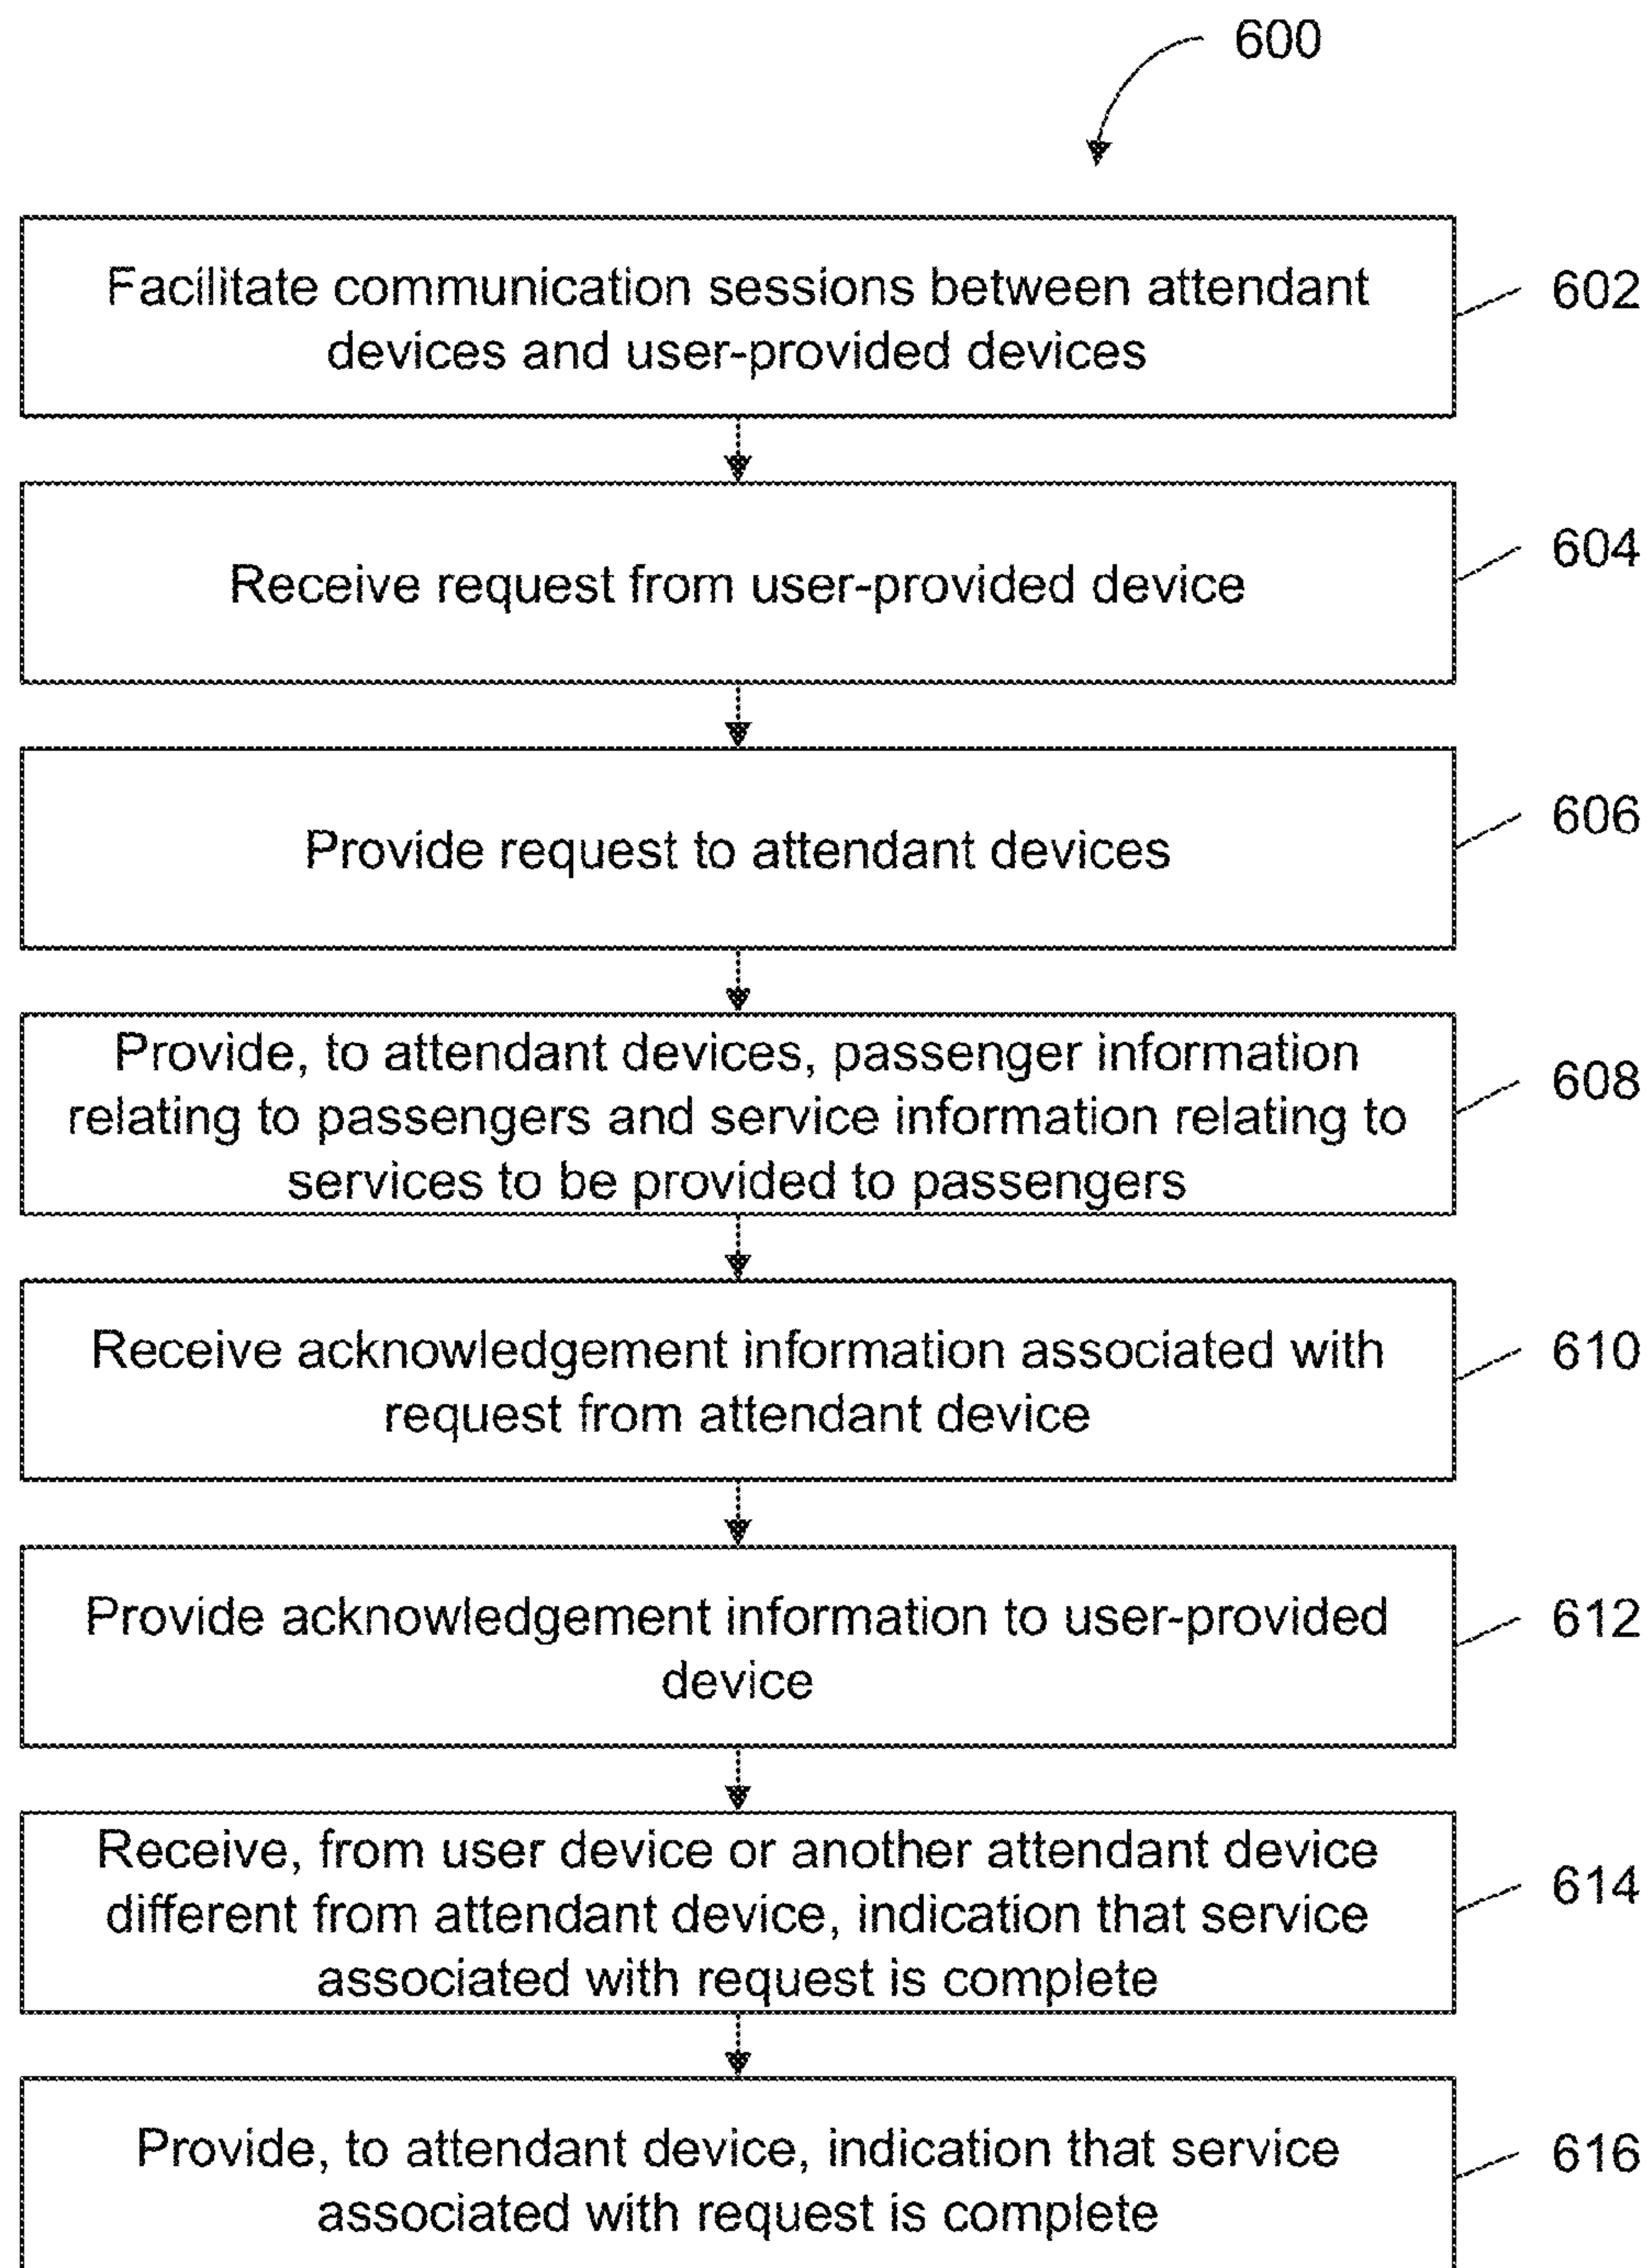 600
Facilitate communication sessions between attendant
devices and user-provided devices
602
Receive request from user-provided device
604
Provide request to attendant devices
606
Provide, to attendant devices, passenger information
relating to passengers and service information relating to
services to be provided to passengers
608
Receive acknowledgement information associated with
request from attendant device
610
Provide acknowledgement information to user-provided
device
612
Receive, from user device or another attendant device
different from attendant device, indication that service
associated with request is complete
614
Provide, to attendant device, indication that service
associated with request is complete
616